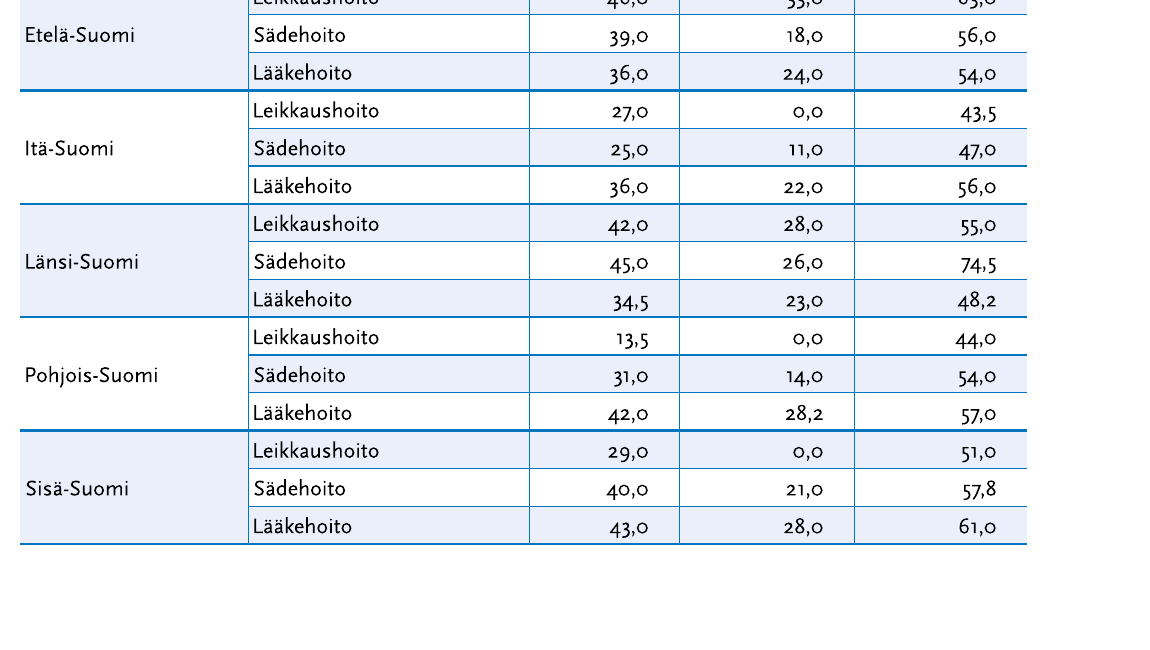 Etelä-Suomi
Sädehoito 39,0 18,0 56,0
Lääkehoito 36,0 24,0 54,0
Leikkaushoito 27,0 0,0 43,5
Itä-Suomi
Sädehoito 25,0 11,0 47,0
Lääkehoito 36,0 22,0 56,0
Leikkaushoito 42,0 28,0 55,0
Länsi-Suomi
Sädehoito 45,0 26,0 74,5
Lääkehoito 34,5 23,0 48,2
Leikkaushoito 13,5 0,0 44,0
Pohjois-Suomi
Sädehoito 31,0 14,0 54,0
Lääkehoito 42,0 28,2 57,0
Leikkaushoito 29,0 0,0 51,0
Sisä-Suomi
Sädehoito 40,0 21,0 57,8
Lääkehoito 43,0 28,0 61,0